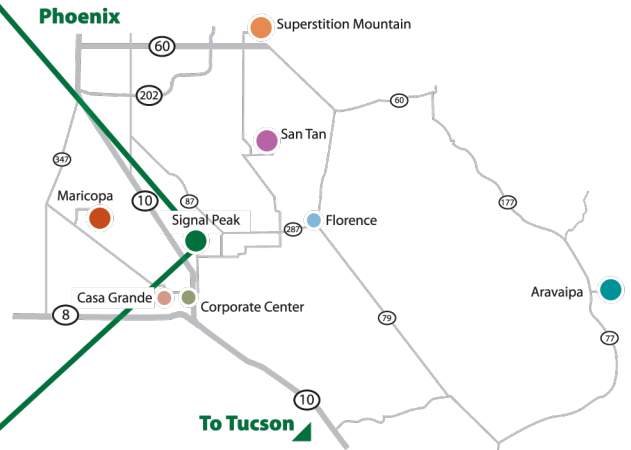 Phoenix
Superstition Mountain
60
202
60
San Tan
347
Maricopa
10
87
177
Signal Peak
287
Florence
Casa Grande
Corporate Center
Aravaipa
8
79
77
10
To Tucson